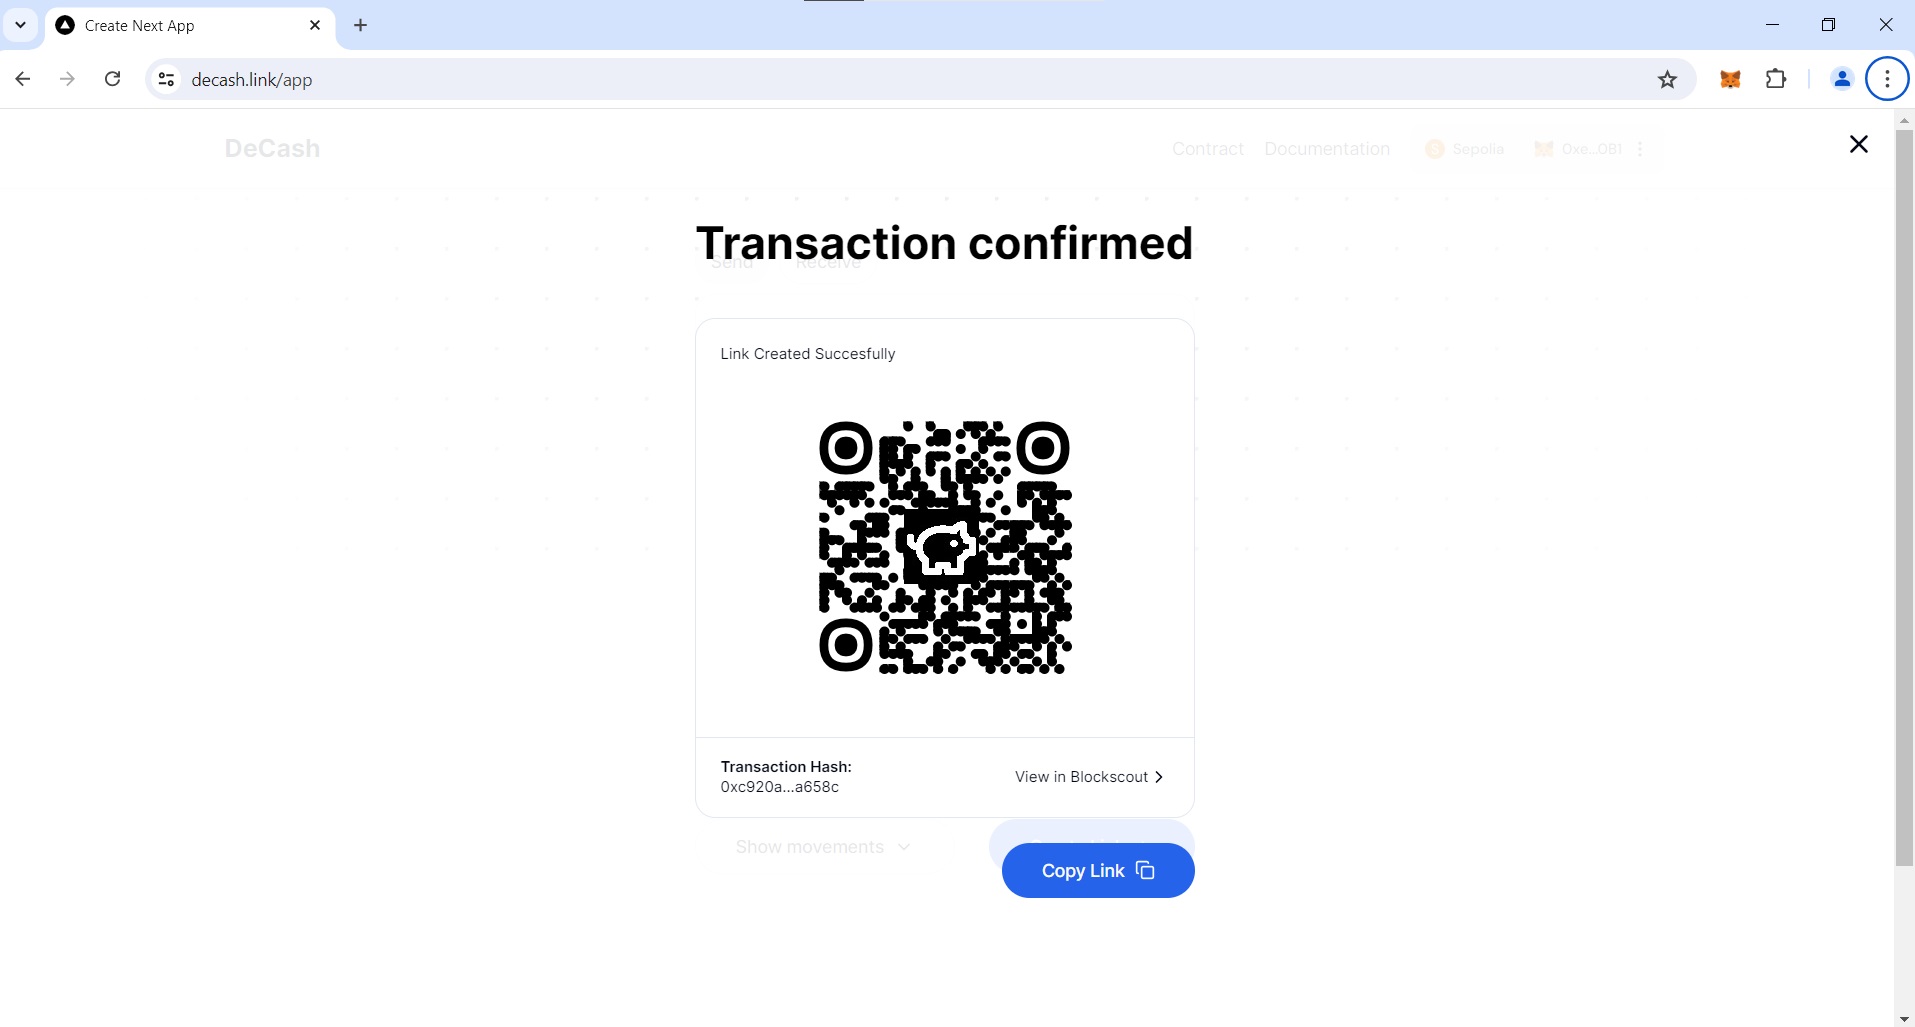 Create Next App
decash.link/app
DeCash
Contract
Documentation
Sepolia
0xe...0B1
Transaction confirmed
Send
Receive
Link Created Succesfully
Transaction Hash:
0xc920a...a658c
View in Blockscout
Show movements
Copy Link